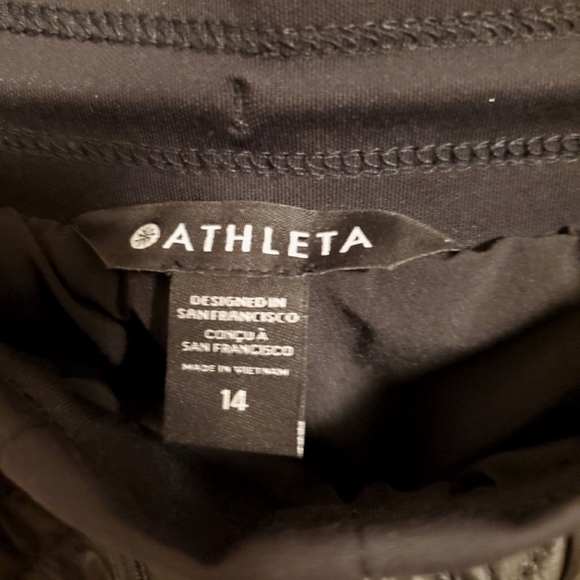 ATHLETA
DESIGNED IN
SAN FRANCISCO
CONÇU À
SAN FRANCISCO
MADE IN VIETNAM
14